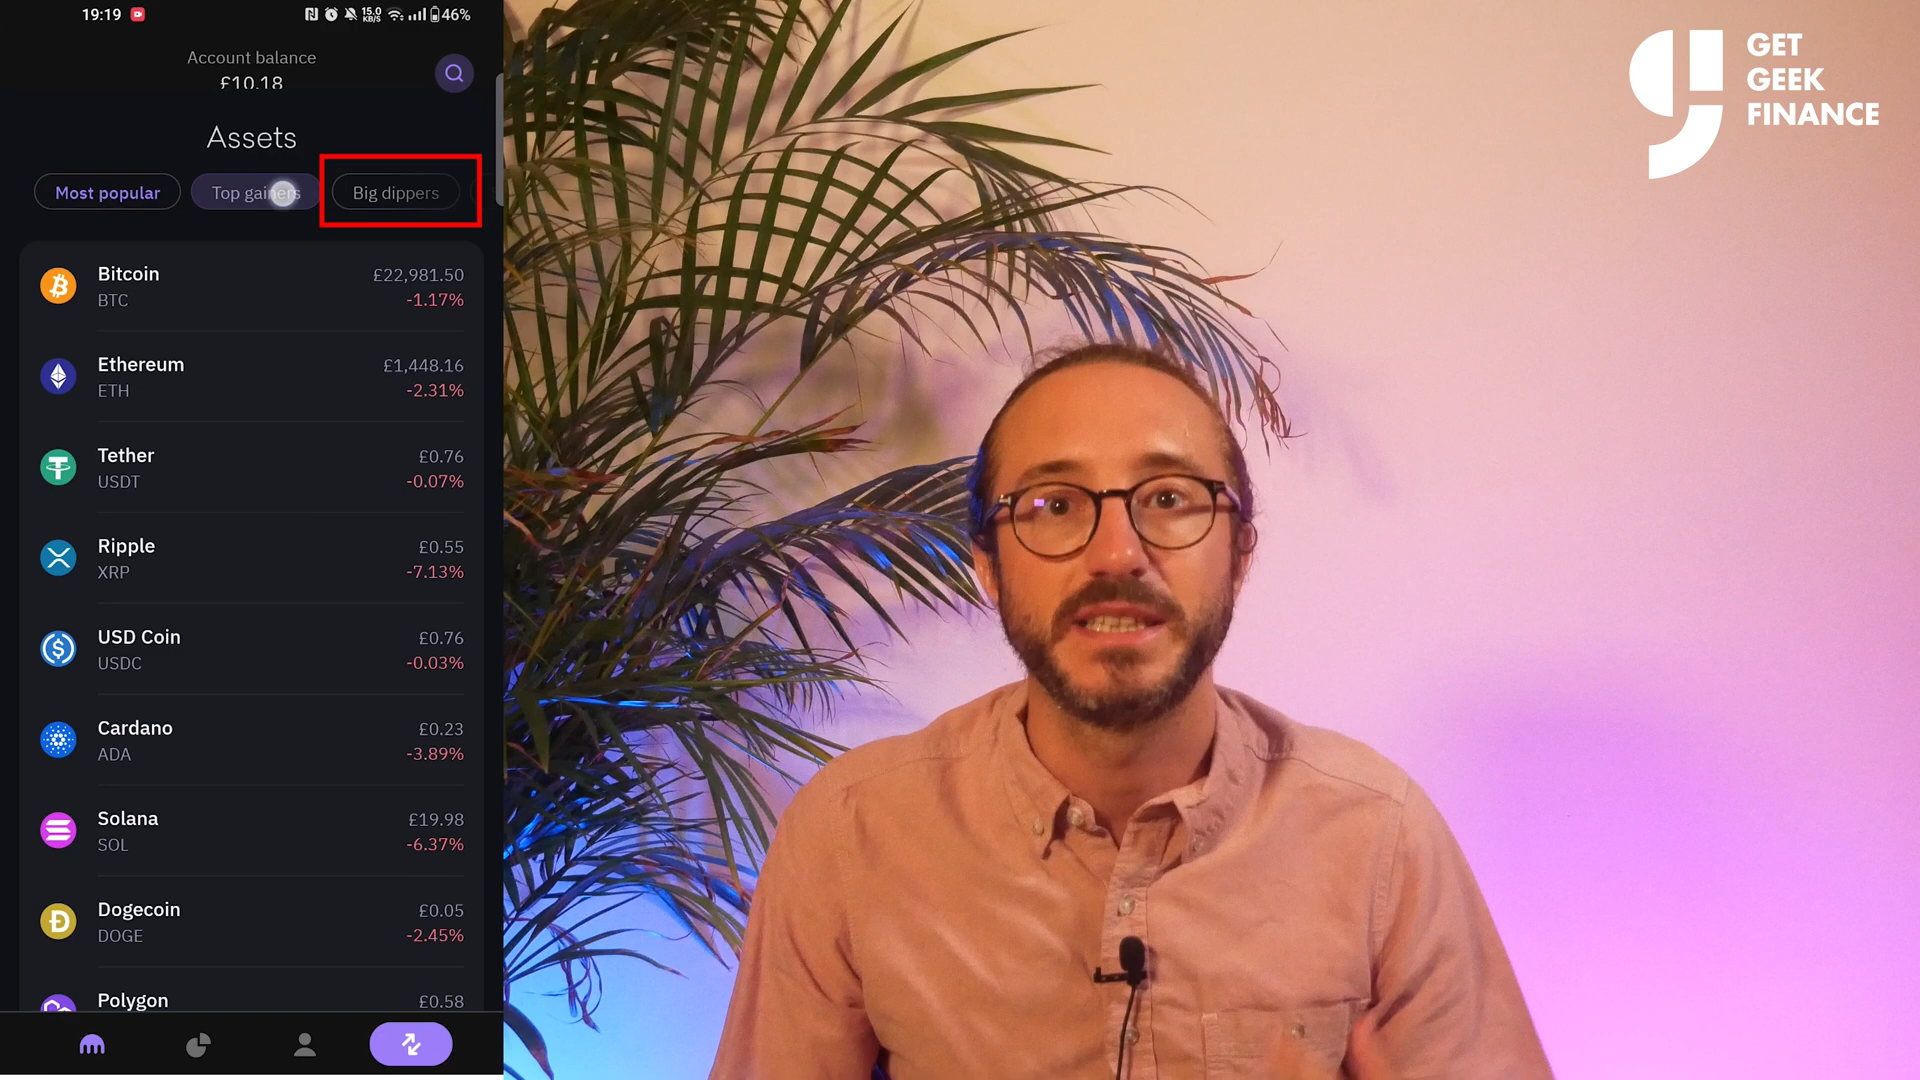 19:19
15.0
KB/S
46%
Account balance
£10.18
Assets
Most popular
Top gainers
Big dippers
Bitcoin
£22,981.50
BTC
-1.17%
Ethereum
£1,448.16
ETH
-2.31%
Tether
£0.76
USDT
-0.07%
Ripple
£0.55
XRP
-7.13%
USD Coin
£0.76
USDC
-0.03%
Cardano
£0.23
ADA
-3.89%
Solana
£19.98
SOL
-6.37%
Dogecoin
£0.05
DOGE
-2.45%
Polygon
£0.58
GET
GEEK
FINANCE